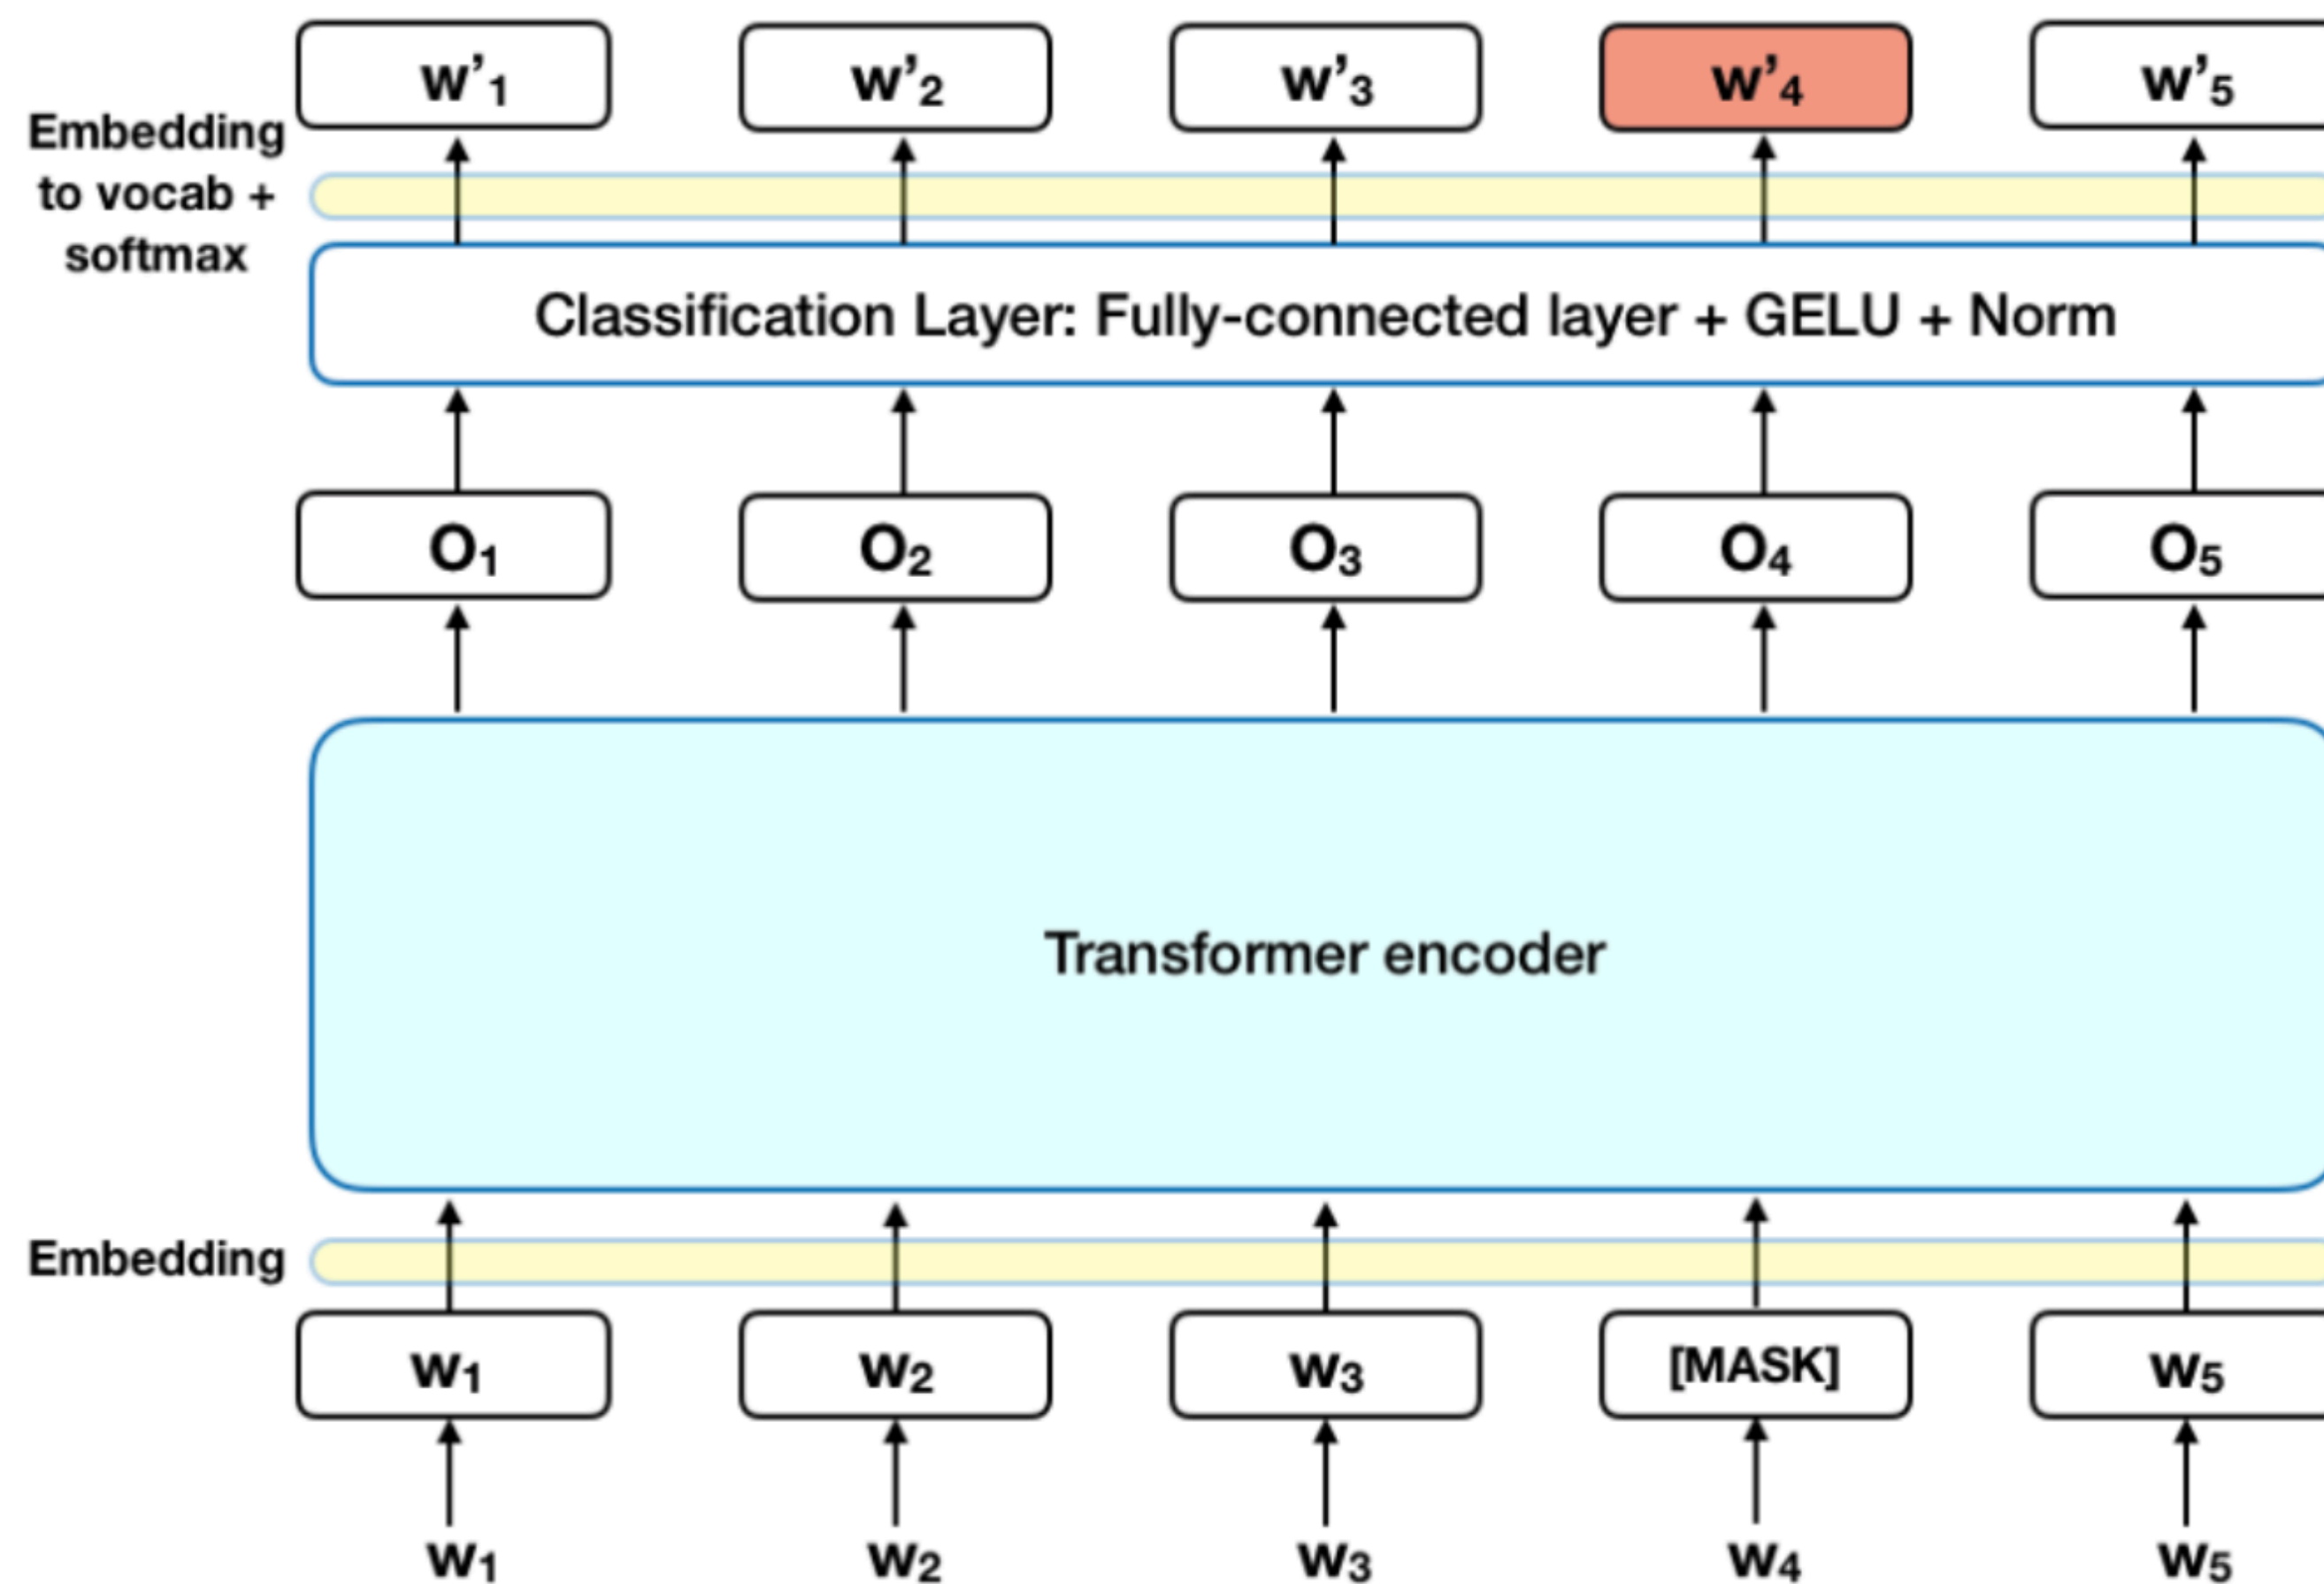 w’1 w’2 w’3 w’4 w’5
Embedding
to vocab +
softmax
Classification Layer: Fully-connected layer + GELU + Norm
O1 O2 O3 O4 O5
Transformer encoder
Embedding
W1 W2 W3 [MASK] W5
W1 W2 W3 W4 W5